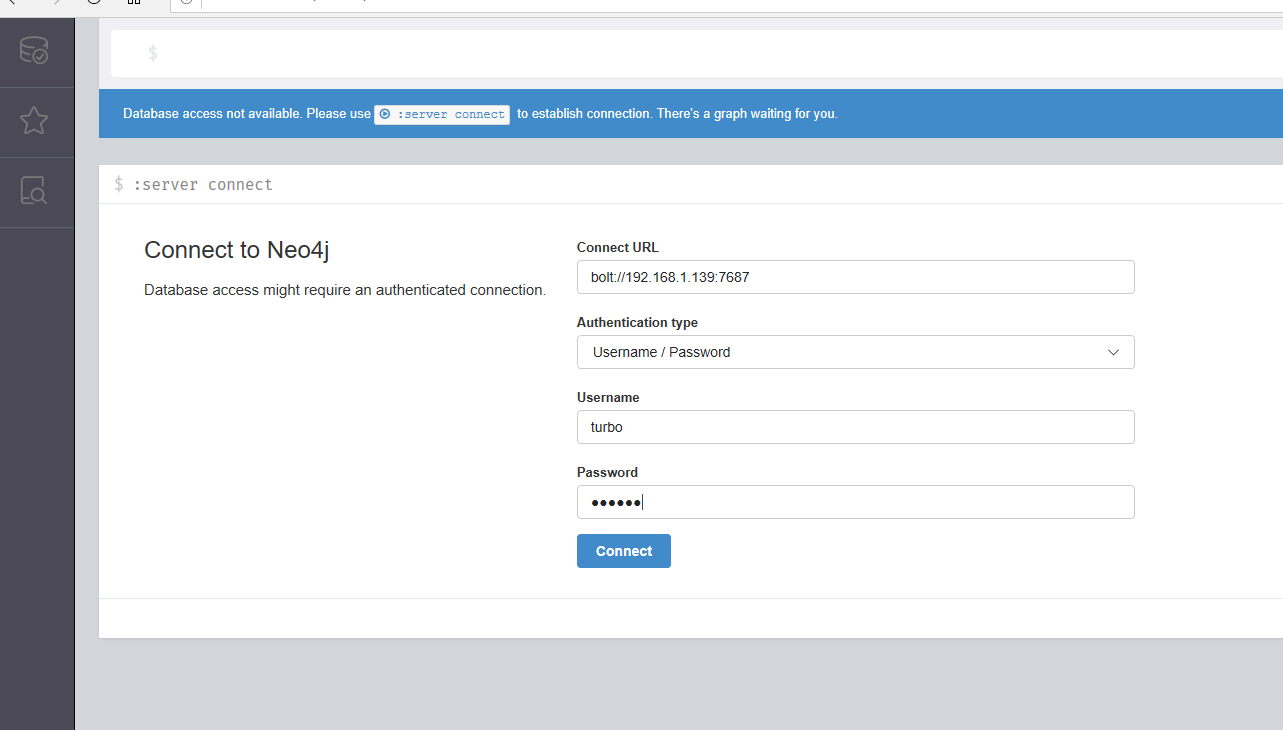 $
Database access not available. Please use :server connect to establish connection. There's a graph waiting for you.
$ :server connect
Connect to Neo4j
Database access might require an authenticated connection.
Connect URL
bolt://192.168.1.139:7687
Authentication type
Username / Password
Username
turbo
Password
••••••
Connect